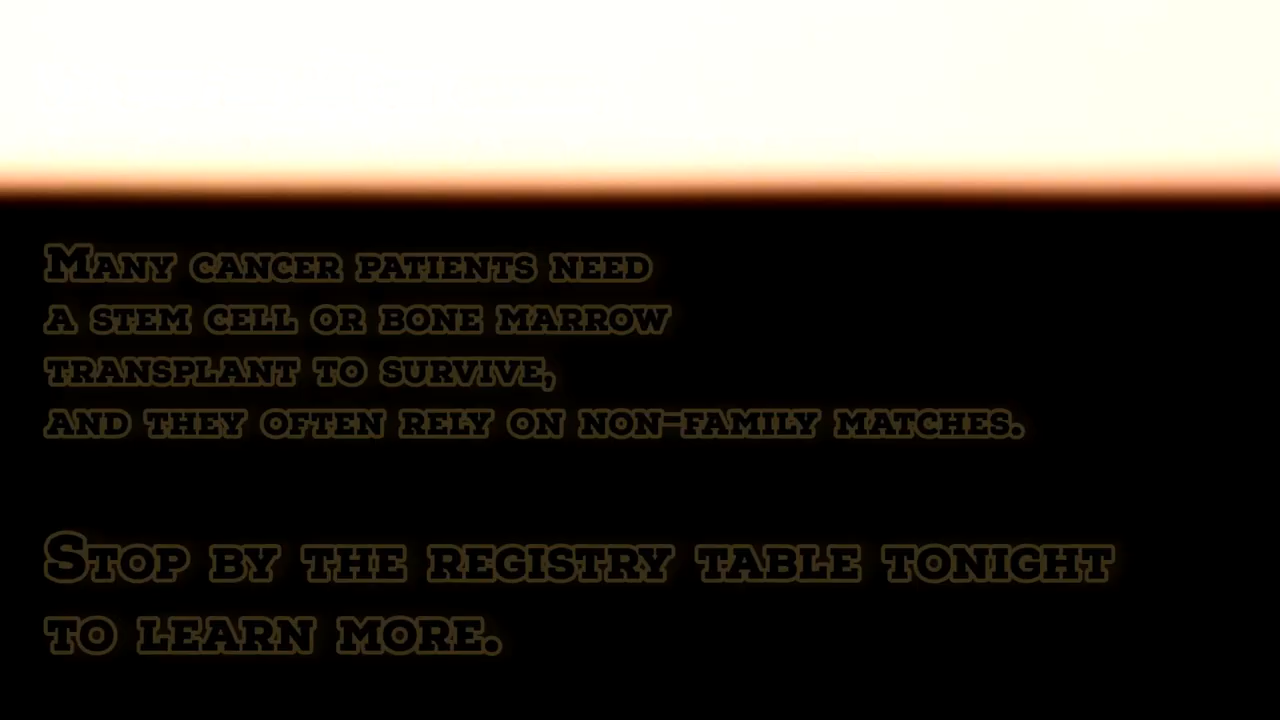 Many cancer patients need
a stem cell or bone marrow
transplant to survive,
and they often rely on non-family matches.
Stop by the registry table tonight
to learn more.